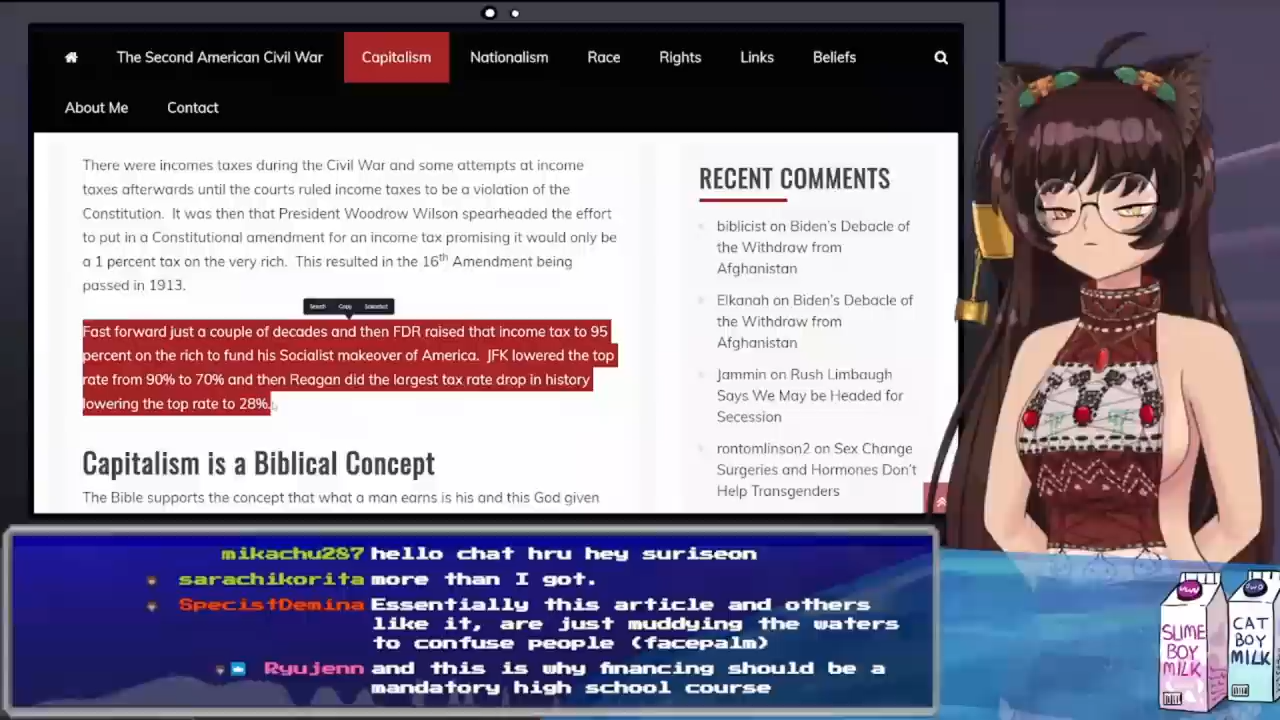 The Second American Civil War
Capitalism
Nationalism
Race
Rights
Links
Beliefs
About Me
Contact
There were incomes taxes during the Civil War and some attempts at income
taxes afterwards until the courts ruled income taxes to be a violation of the
Constitution.  It was then that President Woodrow Wilson spearheaded the effort
to put in a Constitutional amendment for an income tax promising it would only be
a 1 percent tax on the very rich.  This resulted in the 16th Amendment being
passed in 1913.
Search Copy
Fast forward just a couple of decades and then FDR raised that income tax to 95
percent on the rich to fund his Socialist makeover of America.  JFK lowered the top
rate from 90% to 70% and then Reagan did the largest tax rate drop in history
lowering the top rate to 28%.
Capitalism is a Biblical Concept
The Bible supports the concept that what a man earns is his and this God given
RECENT COMMENTS
biblicist on Biden's Debacle of
the Withdraw from
Afghanistan
Elkanah on Biden's Debacle of
the Withdraw from
Afghanistan
Jammin on Rush Limbaugh
Says We May be Headed for
Secession
rontomlinson2 on Sex Change
Surgeries and Hormones Don't
Help Transgenders
mikachu287 hello chat hru hey suriseon
sarachikorita more than I got.
SpecistDemina Essentially this article and others
like it, are just muddying the waters
to confuse people (facepalm)
Ryujenn and this is why financing should be a
mandatory high school course
SLIME
BOY
MILK
CAT
BOY
MILK